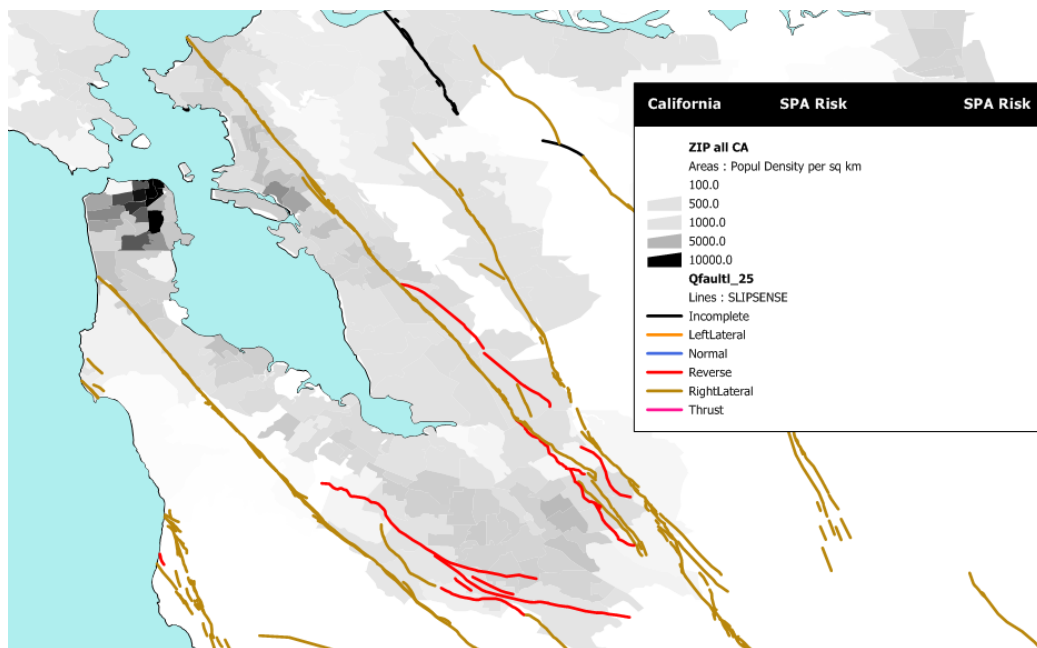 California SPA Risk SPA Risk
ZIP all CA
Areas : Popul Density per sq km
100.0
500.0
1000.0
5000.0
10000.0
Qfaultl_25
Lines : SLIPSENSE
Incomplete
LeftLateral
Normal
Reverse
RightLateral
Thrust